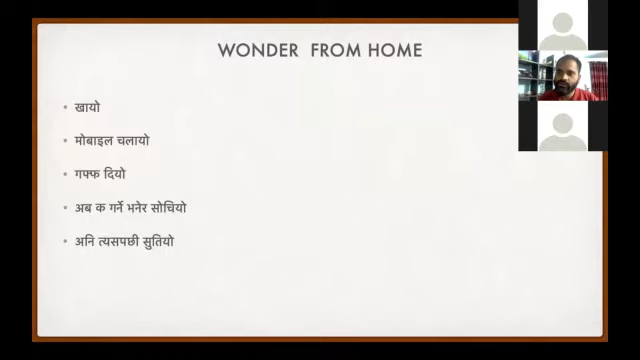 WONDER FROM HOME
खायो
मोबाइल चलायो
गफ्फ दियो
अब क गर्ने भनेर सोचियो
अनि त्यसपछी सुतियो